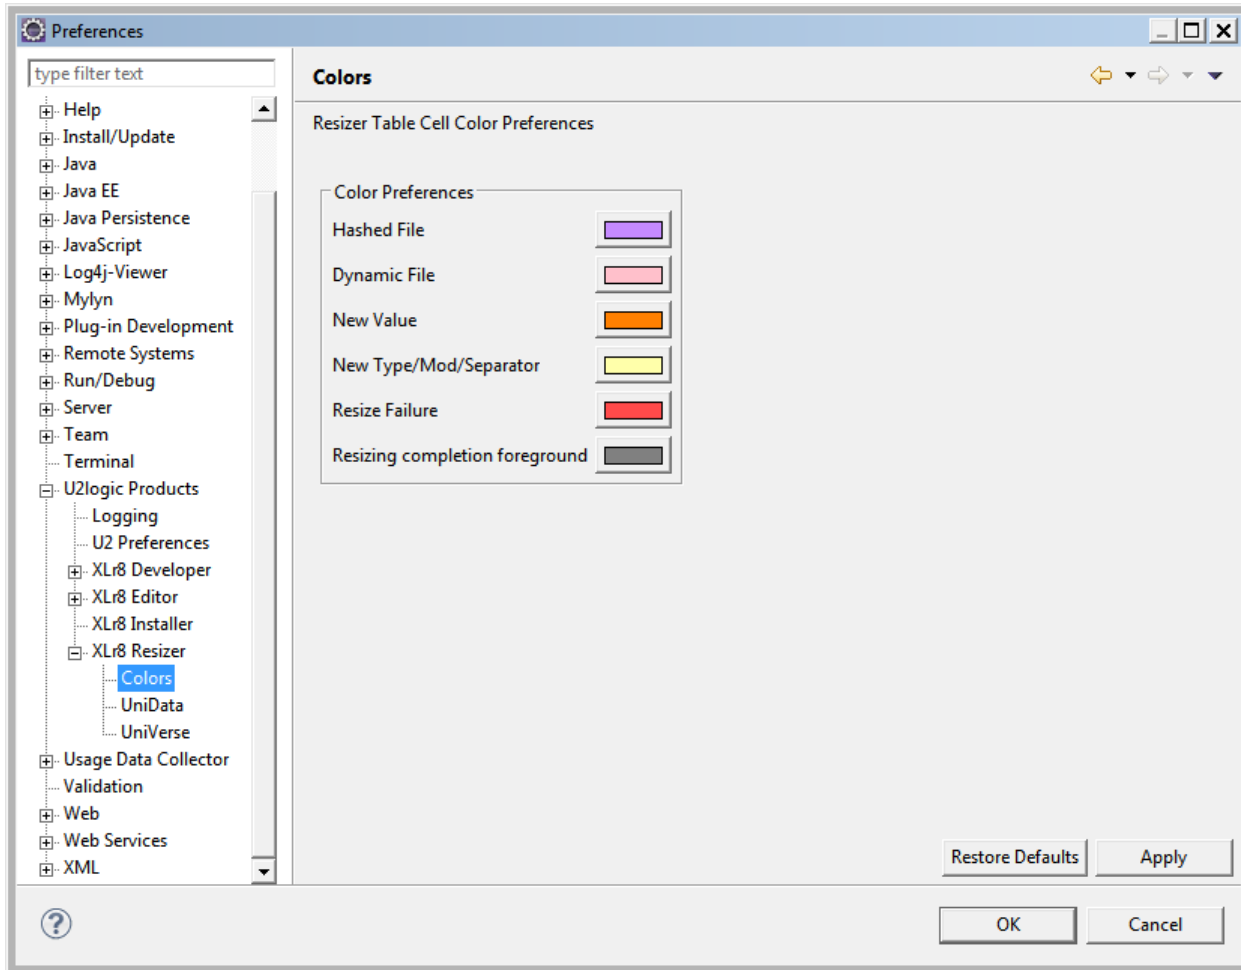 Preferences
type filter text
Help
Install/Update
Java
Java EE
Java Persistence
JavaScript
Log4j-Viewer
Mylyn
Plug-in Development
Remote Systems
Run/Debug
Server
Team
Terminal
U2logic Products
Logging
U2 Preferences
XLr8 Developer
XLr8 Editor
XLr8 Installer
XLr8 Resizer
Colors
UniData
UniVerse
Usage Data Collector
Validation
Web
Web Services
XML
Colors
Resizer Table Cell Color Preferences
Color Preferences
Hashed File
Dynamic File
New Value
New Type/Mod/Separator
Resize Failure
Resizing completion foreground
Restore Defaults
Apply
?
OK
Cancel